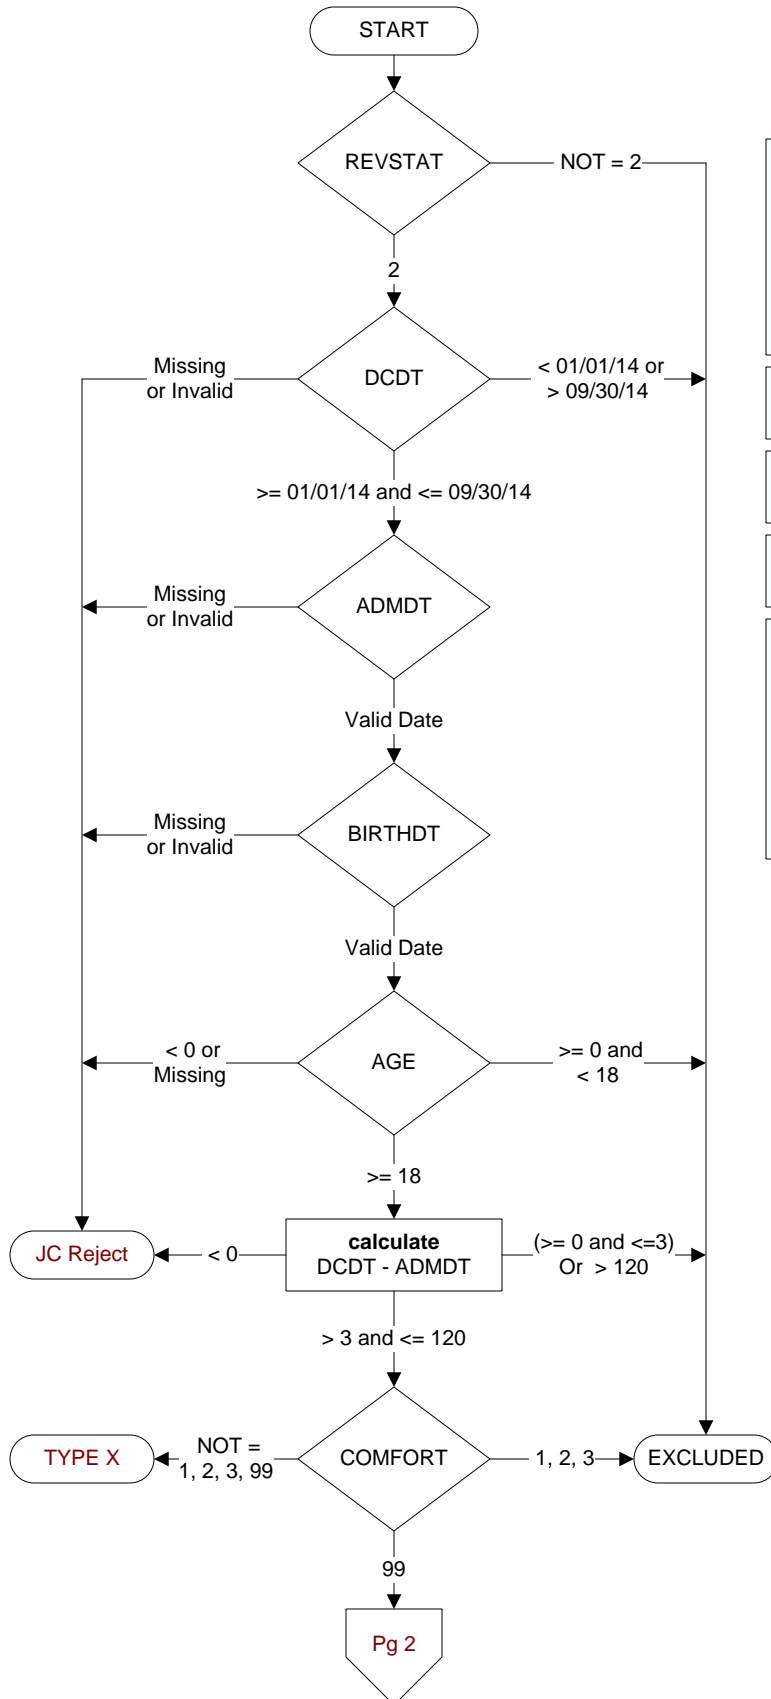 START
REVSTAT
NOT = 2
2
Missing
or Invalid
DCDT
< 01/01/14 or
> 09/30/14
>= 01/01/14 and <= 09/30/14
Missing
or Invalid
ADMDT
Valid Date
Missing
or Invalid
BIRTHDT
Valid Date
< 0 or
Missing
AGE
>= 0 and
< 18
>= 18
JC Reject
< 0
calculate
DCDT - ADMDT
(>= 0 and <=3)
Or > 120
> 3 and <= 120
TYPE X
NOT =
1, 2, 3, 99
COMFORT
1, 2, 3
EXCLUDED
99
Pg 2